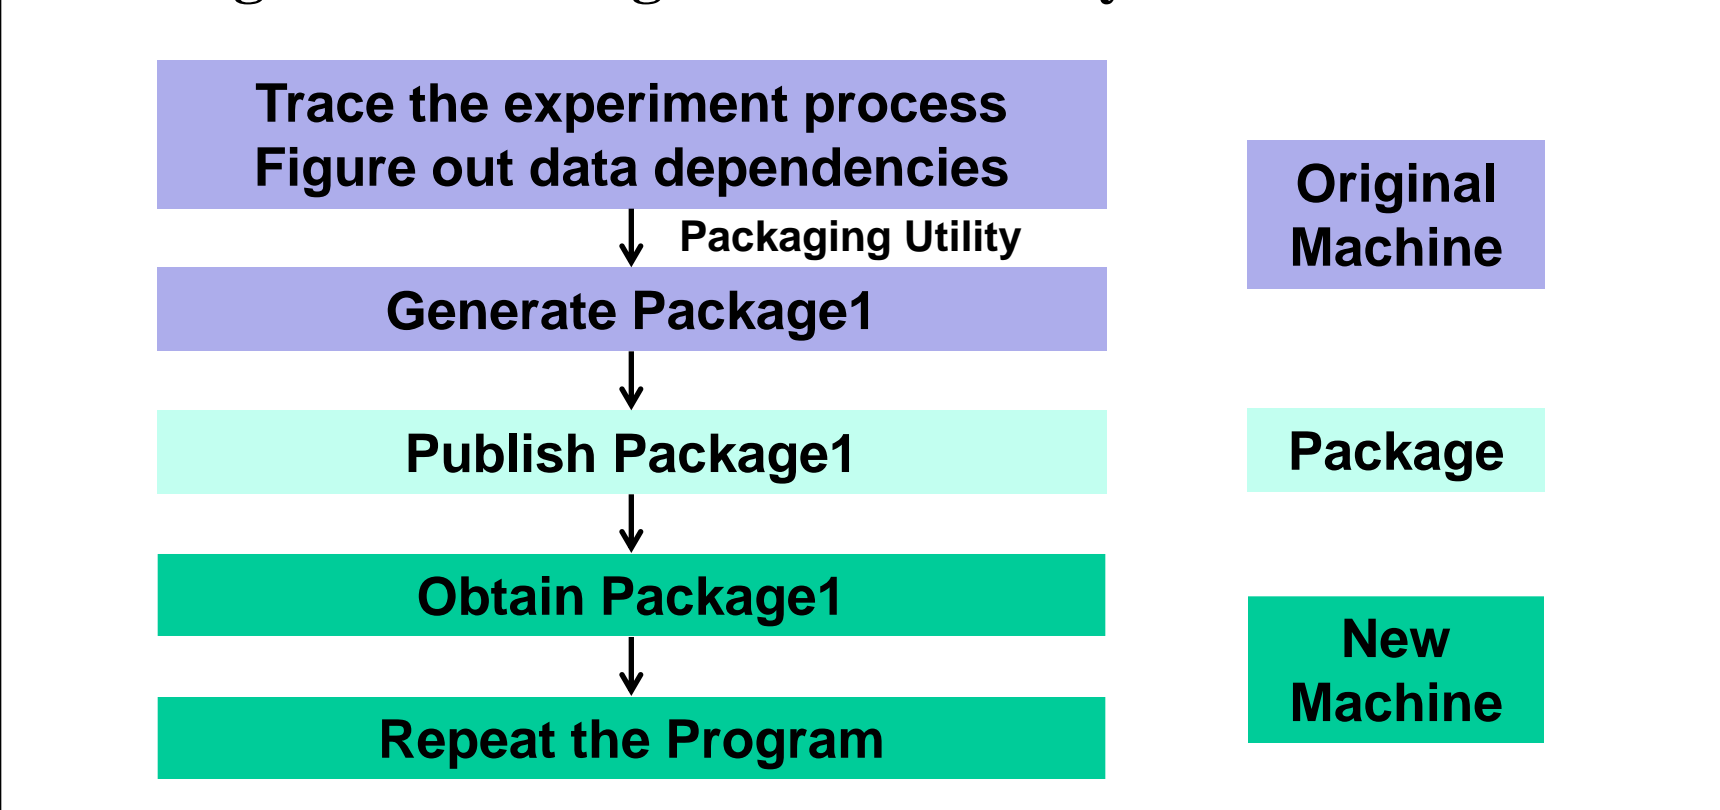 Trace the experiment process
Figure out data dependencies
Packaging Utility
Generate Package1
Publish Package1
Obtain Package1
Repeat the Program
Original
Machine
Package
New
Machine